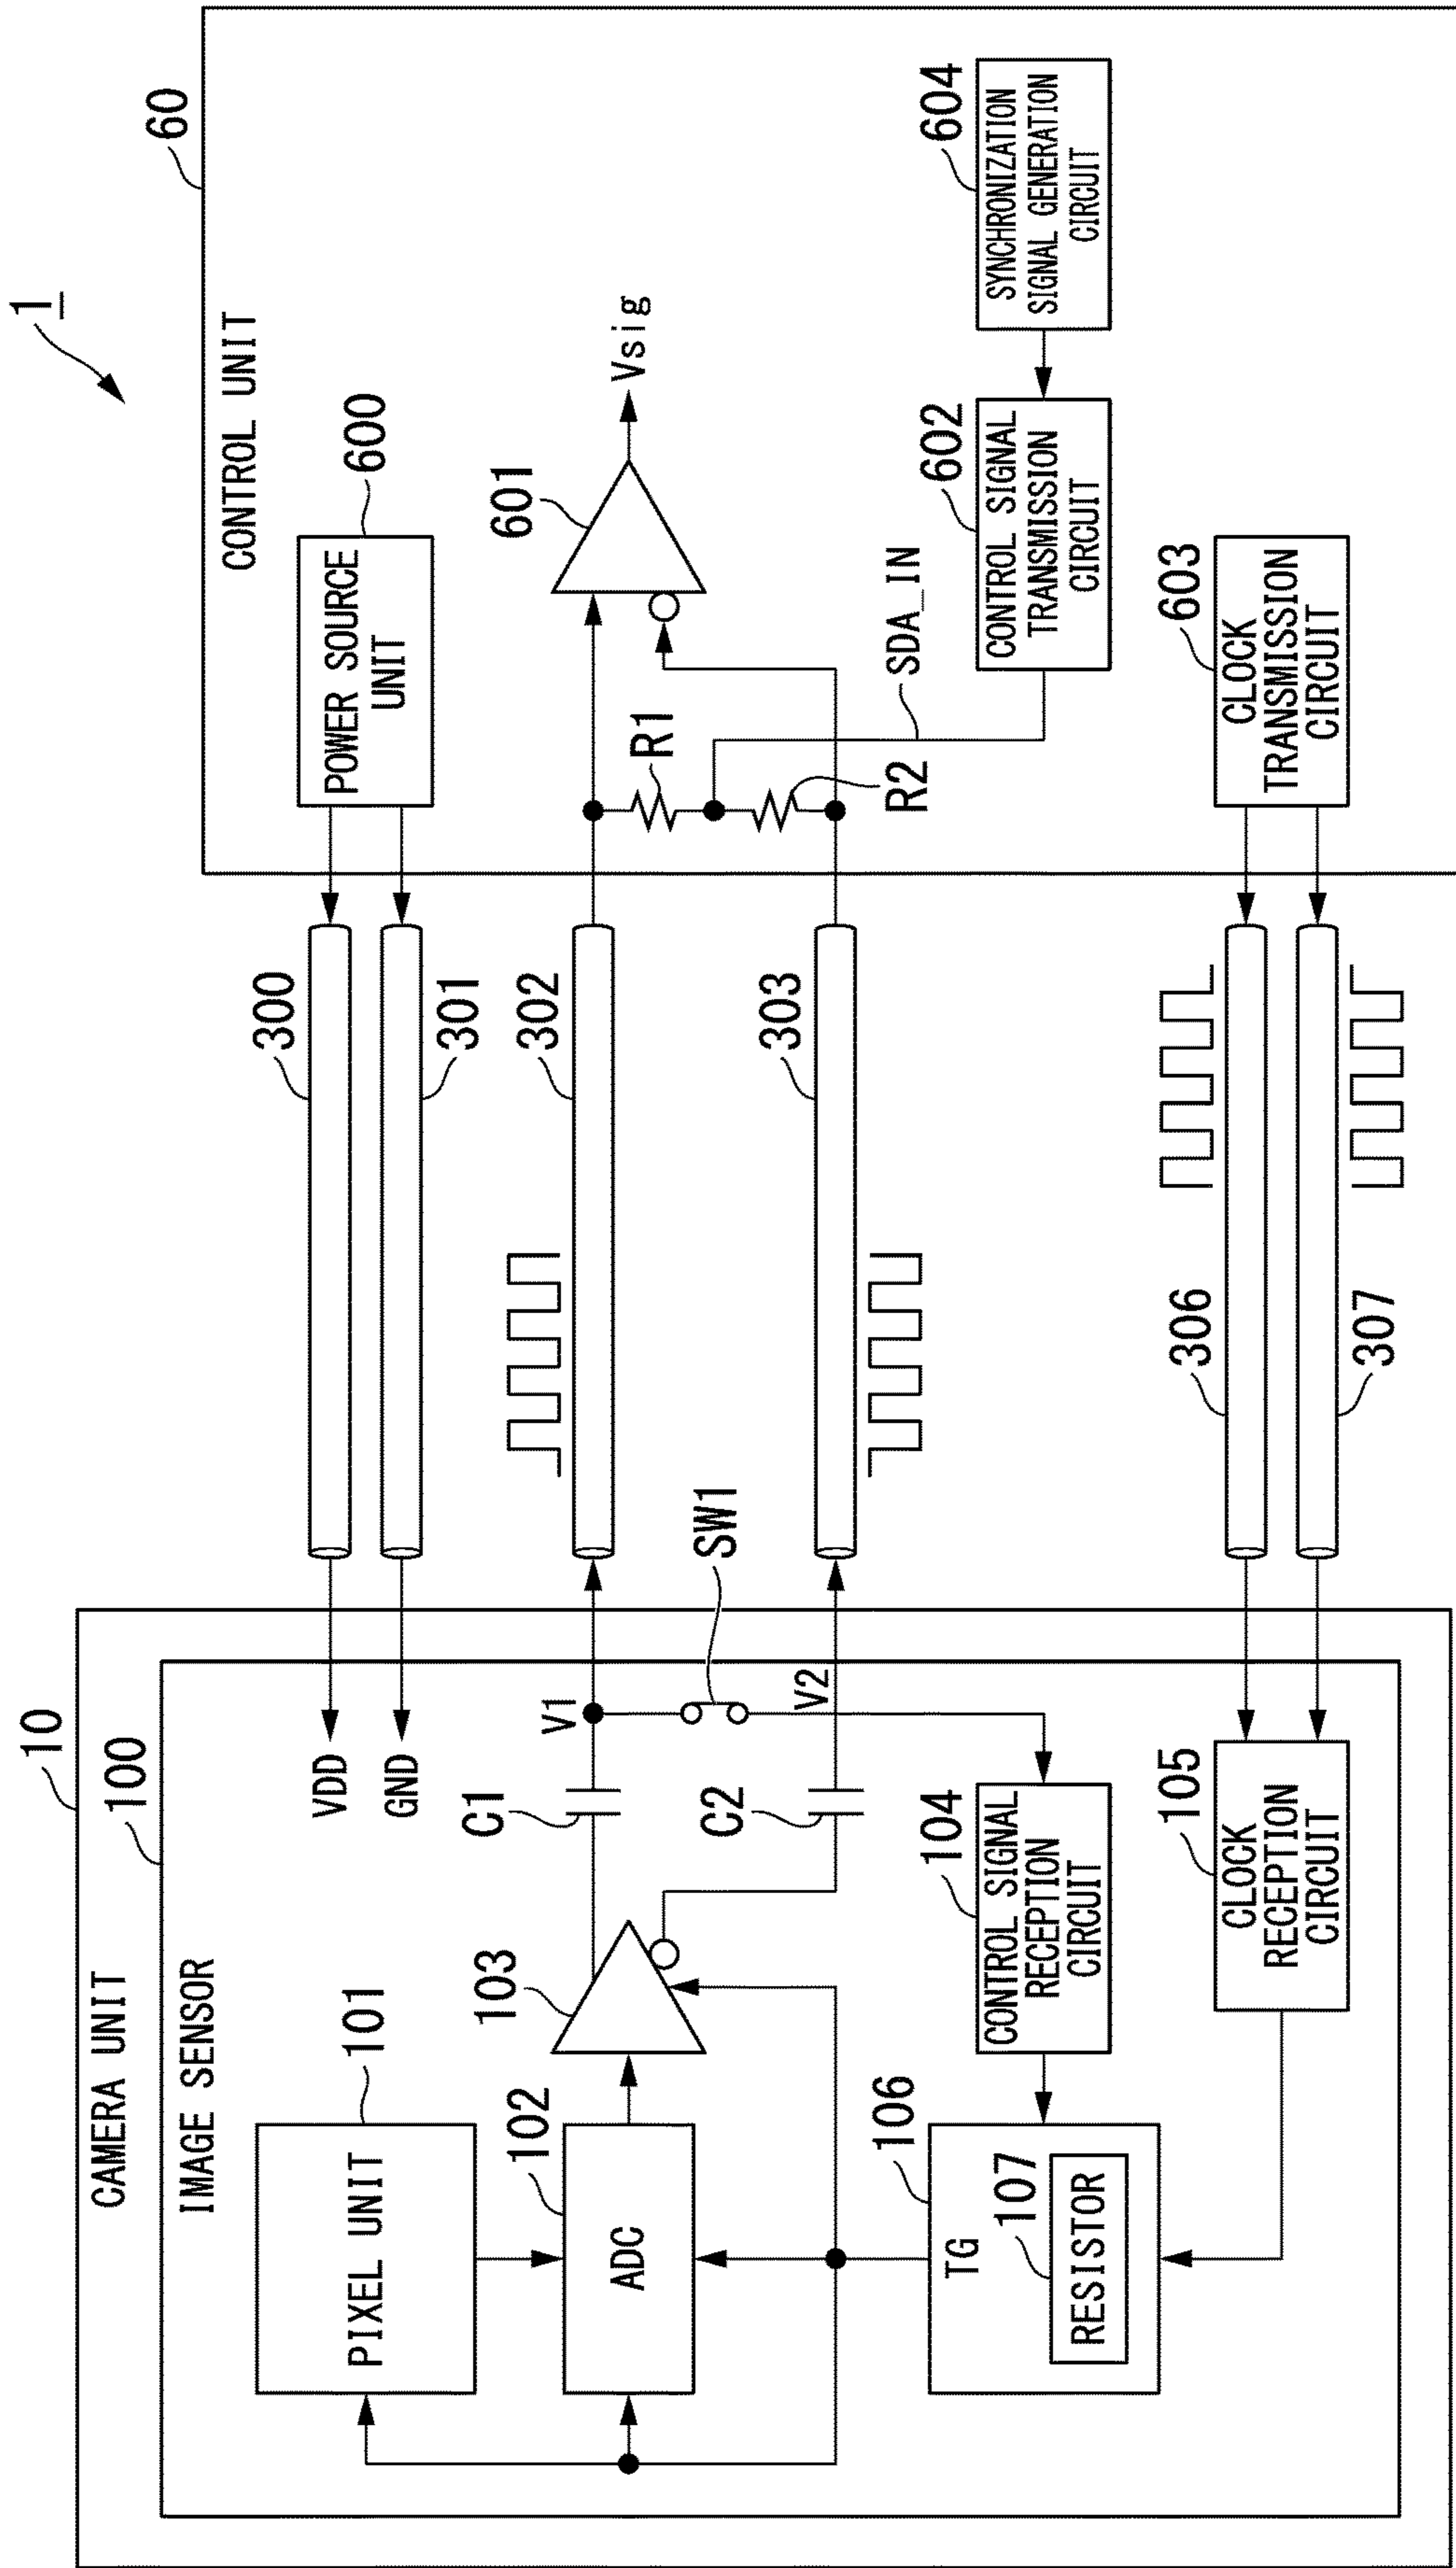 1
10
CAMERA UNIT
100
IMAGE SENSOR
101
PIXEL UNIT
102
ADC
103
VDD
GND
C1
V1
SW1
C2
V2
104
CONTROL SIGNAL
RECEPTION
CIRCUIT
105
CLOCK
RECEPTION
CIRCUIT
106
TG
107
RESISTOR
300
301
302
303
306
307
60
CONTROL UNIT
600
POWER SOURCE
UNIT
601
Vsig
R1
R2
SDA_IN
602
CONTROL SIGNAL
TRANSMISSION
CIRCUIT
604
SYNCHRONIZATION
SIGNAL GENERATION
CIRCUIT
603
CLOCK
TRANSMISSION
CIRCUIT